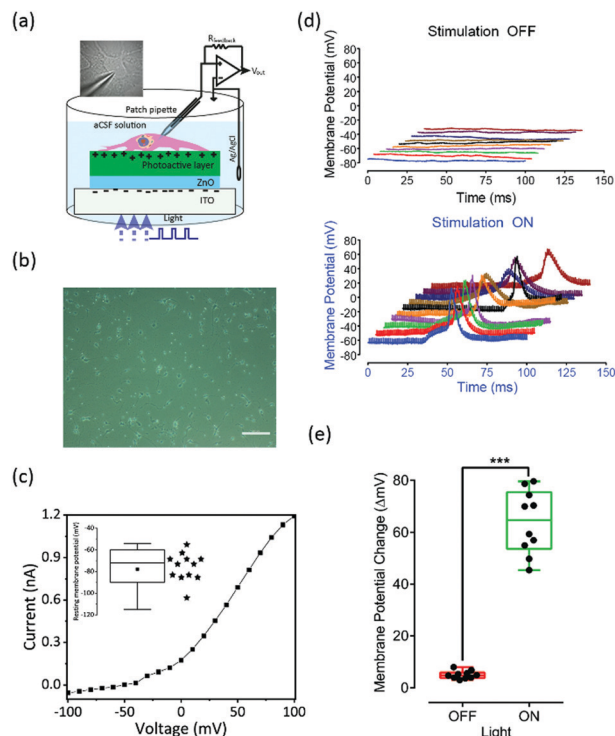 (a)
Rfeedback
Vout
Patch pipette
aCSF solution
Ag/AgCl
Photoactive layer
ZnO
ITO
Light
(b)
(c)
Current (nA)
1.2
0.9
0.6
0.3
0.0
-100 -50 0 50 100
Voltage (mV)
Resting membrane potential (mV)
-40
-60
-80
-100
-120
(d)
Stimulation OFF
Membrane Potential (mV)
80
60
40
20
0
-20
-40
-60
-80
0 25 50 75 100 125 150
Time (ms)
Stimulation ON
Membrane Potential (mV)
80
60
40
20
0
-20
-40
-60
-80
0 25 50 75 100 125 150
Time (ms)
(e)
***
Membrane Potential Change (ΔmV)
80
60
40
20
0
OFF ON
Light